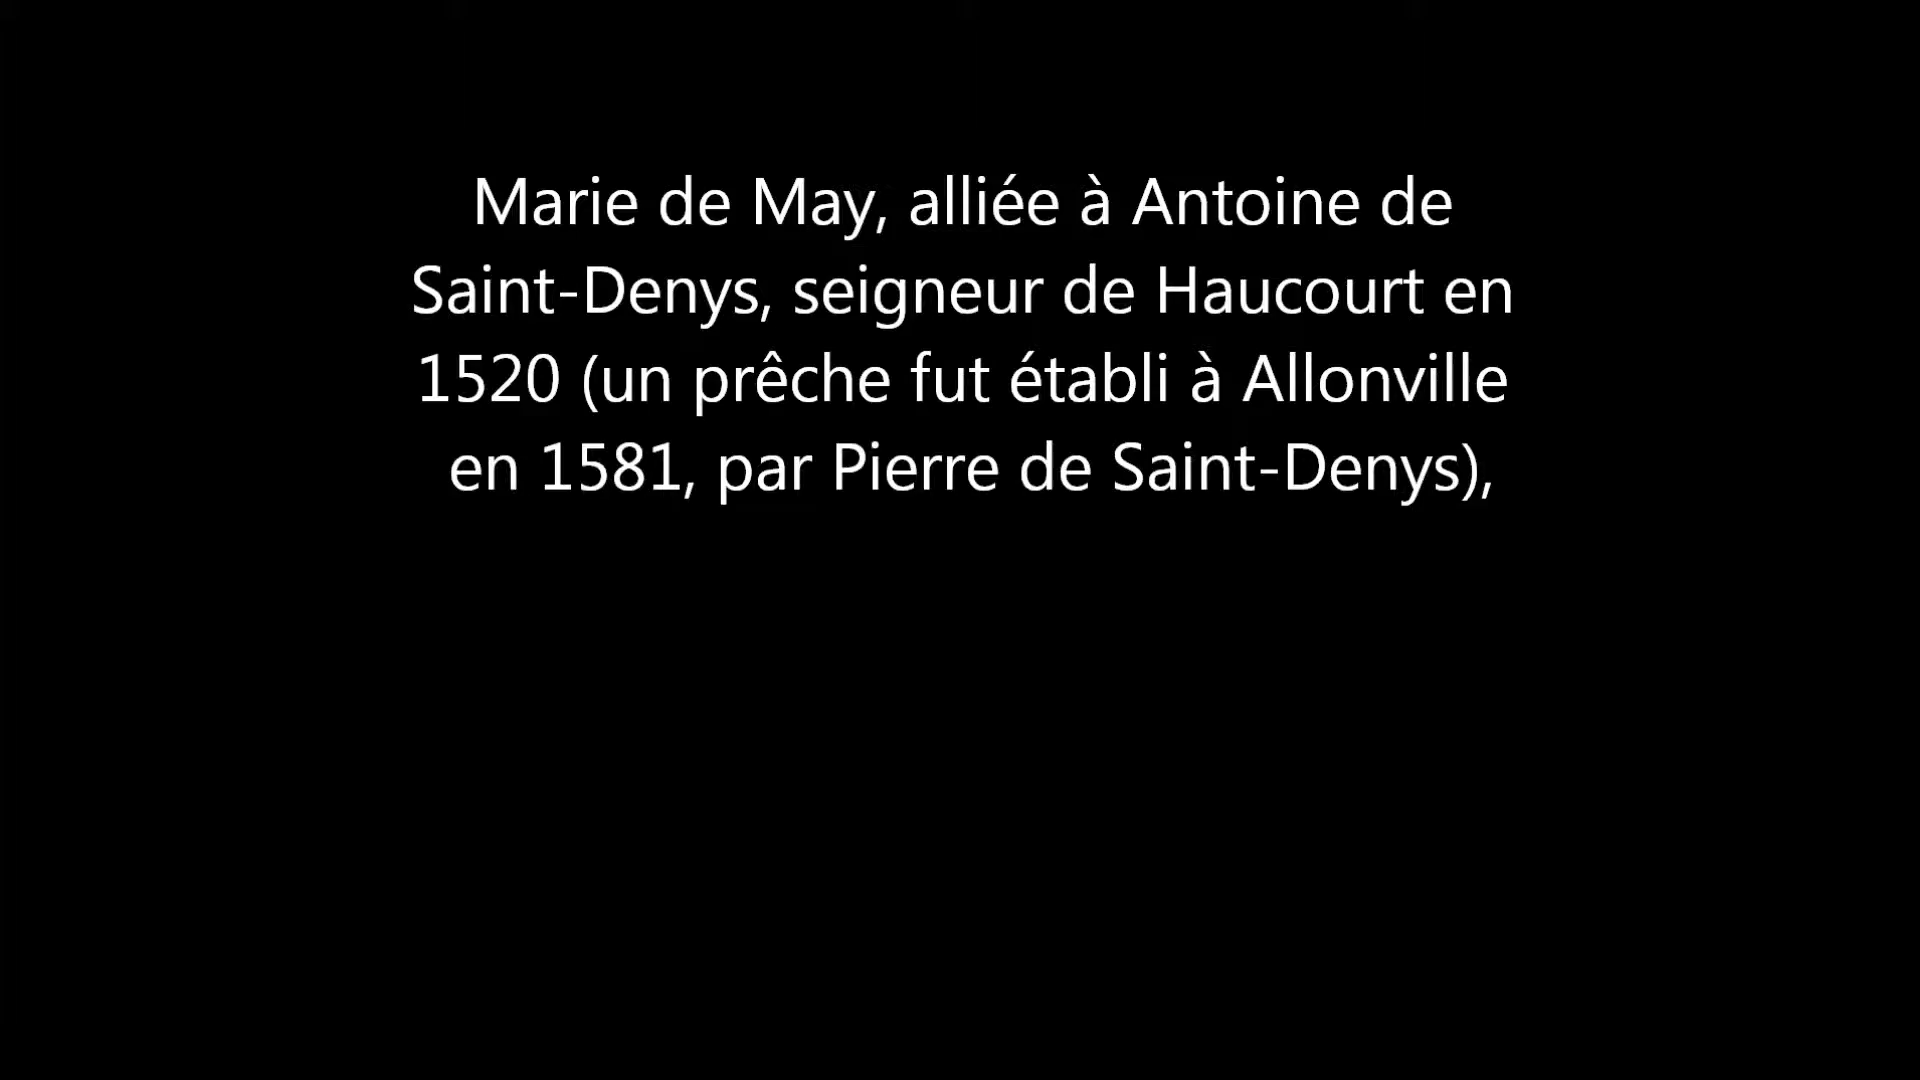 Marie de May, alliée à Antoine de
Saint-Denys, seigneur de Haucourt en
1520 (un prêche fut établi à Allonville
en 1581, par Pierre de Saint-Denys),